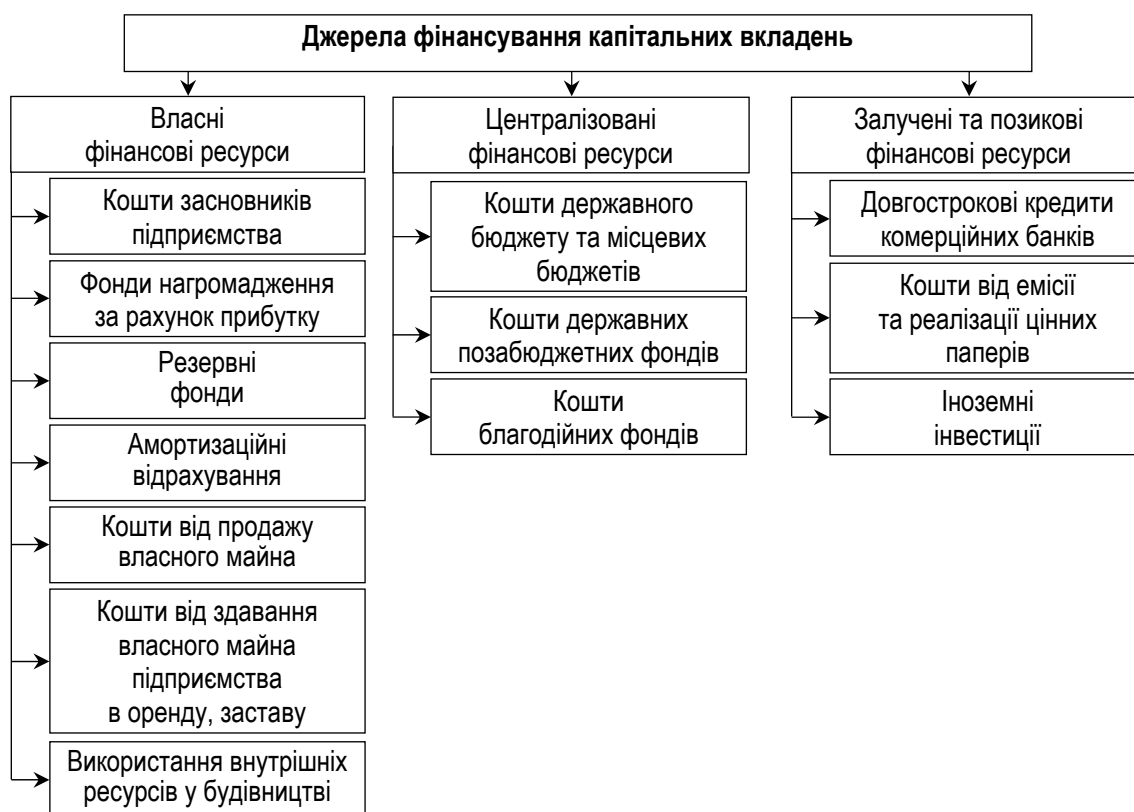 Джерела фінансування капітальних вкладень
Власні
фінансові ресурси
Кошти засновників
підприємства
Фонди нагромадження
за рахунок прибутку
Резервні
фонди
Амортизаційні
відрахування
Кошти від продажу
власного майна
Кошти від здавання
власного майна
підприємства
в оренду, заставу
Використання внутрішніх
ресурсів у будівництві
Централізовані
фінансові ресурси
Кошти державного
бюджету та місцевих
бюджетів
Кошти державних
позабюджетних фондів
Кошти
благодійних фондів
Залучені та позикові
фінансові ресурси
Довгострокові кредити
комерційних банків
Кошти від емісії
та реалізації цінних
паперів
Іноземні
інвестиції